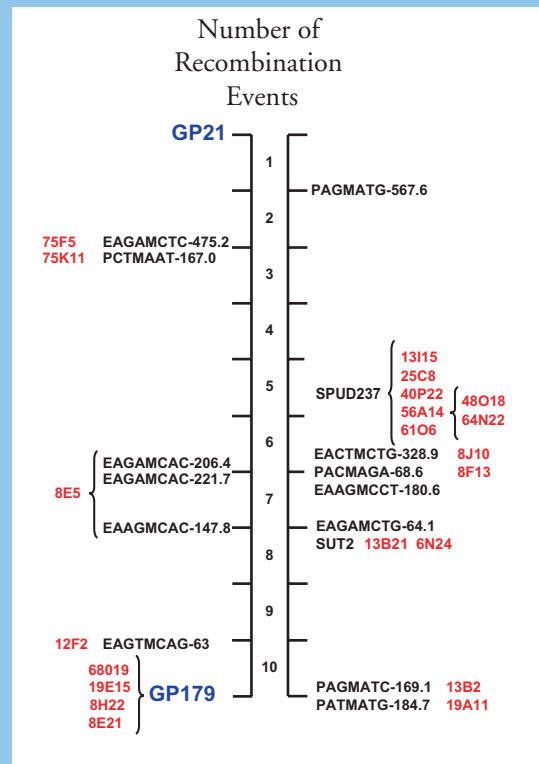 Number of
Recombination
Events
GP21
1
PAGMATG-567.6
2
75F5 EAGAMCTC-475.2
75K11 PCTMAAT-167.0
3
4
13I15
25C8
5
SPUD237 40P22 48O18
56A14 64N22
61O6
6
EACTMCTG-328.9 8J10
EAGAMCAC-206.4 PACMAGA-68.6 8F13
EAGAMCAC-221.7 EAAGMCCT-180.6
8E5
7
EAAGMCAC-147.8 EAGAMCTG-64.1
SUT2 13B21 6N24
8
9
12F2 EAGTMCAG-63
68019
10
19E15 GP179 PAGMATC-169.1 13B2
8H22 PATMATG-184.7 19A11
8E21